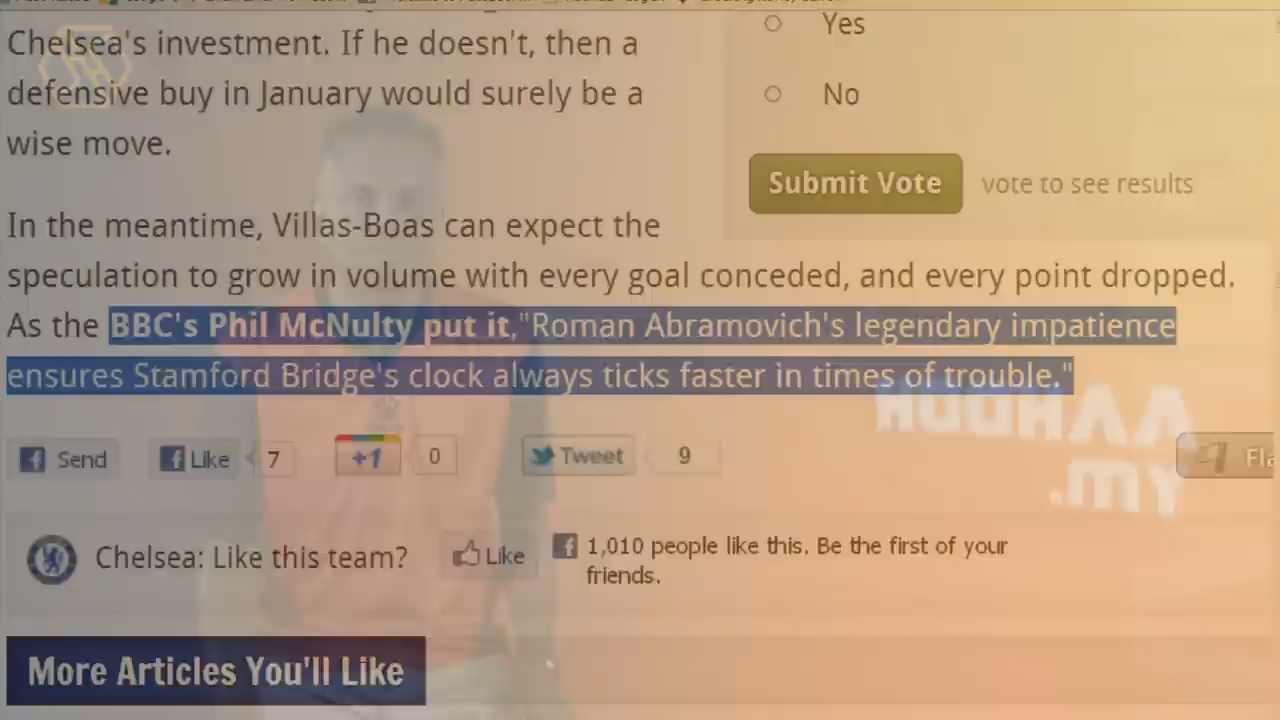 Chelsea's investment. If he doesn't, then a
defensive buy in January would surely be a
wise move.
Yes
No
Submit Vote vote to see results
In the meantime, Villas-Boas can expect the
speculation to grow in volume with every goal conceded, and every point dropped.
As the BBC's Phil McNulty put it,"Roman Abramovich's legendary impatience
ensures Stamford Bridge's clock always ticks faster in times of trouble."
Send Like 7 +1 0 Tweet 9 Fla
Chelsea: Like this team? Like 1,010 people like this. Be the first of your
friends.
More Articles You'll Like